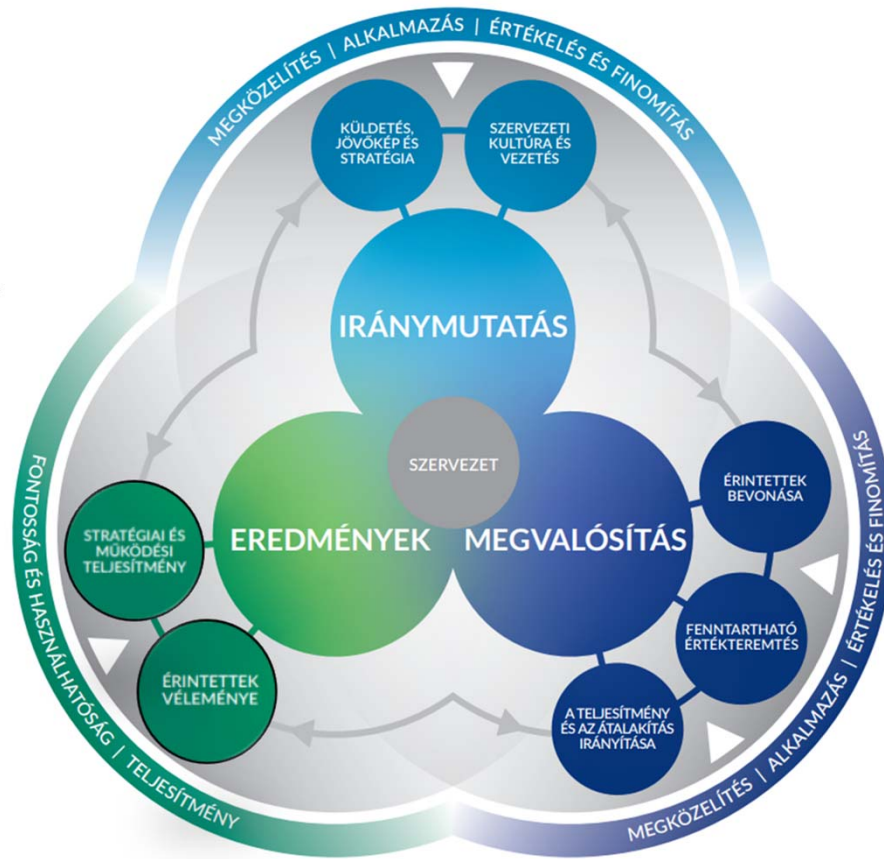 MEGKÖZELÍTÉS | ALKALMAZÁS | ÉRTÉKELÉS ÉS FINOMÍTÁS
KÜLDETÉS,
JÖVŐKÉP ÉS
STRATÉGIA
SZERVEZETI
KULTÚRA ÉS
VEZETÉS
IRÁNYMUTATÁS
SZERVEZET
EREDMÉNYEK
MEGVALÓSÍTÁS
STRATÉGIAI ÉS
MŰKÖDÉSI
TELJESÍTMÉNY
ÉRINTETTEK
VÉLEMÉNYE
ÉRINTETTEK
BEVONÁSA
FENNTARTHATÓ
ÉRTÉKTEREMTÉS
A TELJESÍTMÉNY
ÉS AZ ÁTALAKÍTÁS
IRÁNYÍTÁSA
FONTOSSÁG ÉS HASZNÁLHATÓSÁG | TELJESÍTMÉNY
MEGKÖZELÍTÉS | ALKALMAZÁS | ÉRTÉKELÉS ÉS FINOMÍTÁS